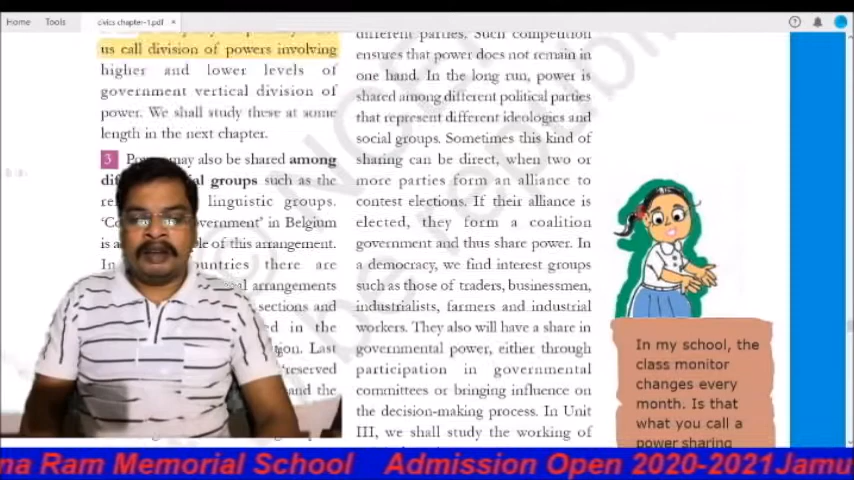 Home Tools civics chapter-1.pdf ×
us call division of powers involving
higher and lower levels of
government vertical division of
power. We shall study these at some
length in the next chapter.
3 may also be shared among
groups such as the
linguistic groups.
in Belgium
of this arrangement.
there are
arrangements
sections and
in the
Last
'reserved
and the
different parties. Such competition
ensures that power does not remain in
one hand. In the long run, power is
shared among different political parties
that represent different ideologies and
social groups. Sometimes this kind of
sharing can be direct, when two or
more parties form an alliance to
contest elections. If their alliance is
elected, they form a coalition
government and thus share power. In
a democracy, we find interest groups
such as those of traders, businessmen,
industrialists, farmers and industrial
workers. They also will have a share in
governmental power, either through
participation in governmental
committees or bringing influence on
the decision-making process. In Unit
III, we shall study the working of
In my school, the
class monitor
changes every
month. Is that
what you call a
power sharing
na Ram Memorial School Admission Open 2020-2021 Jamu